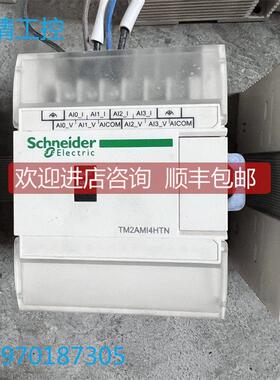 精工控
AI0_I AI1_I AI2_I AI3_I
AI0_V AI1_V AICOM AI2_V AI3_V AICOM
Schneider
Electric
欢迎进店咨询 顺丰包邮
TM2AMI4HTN
970187305